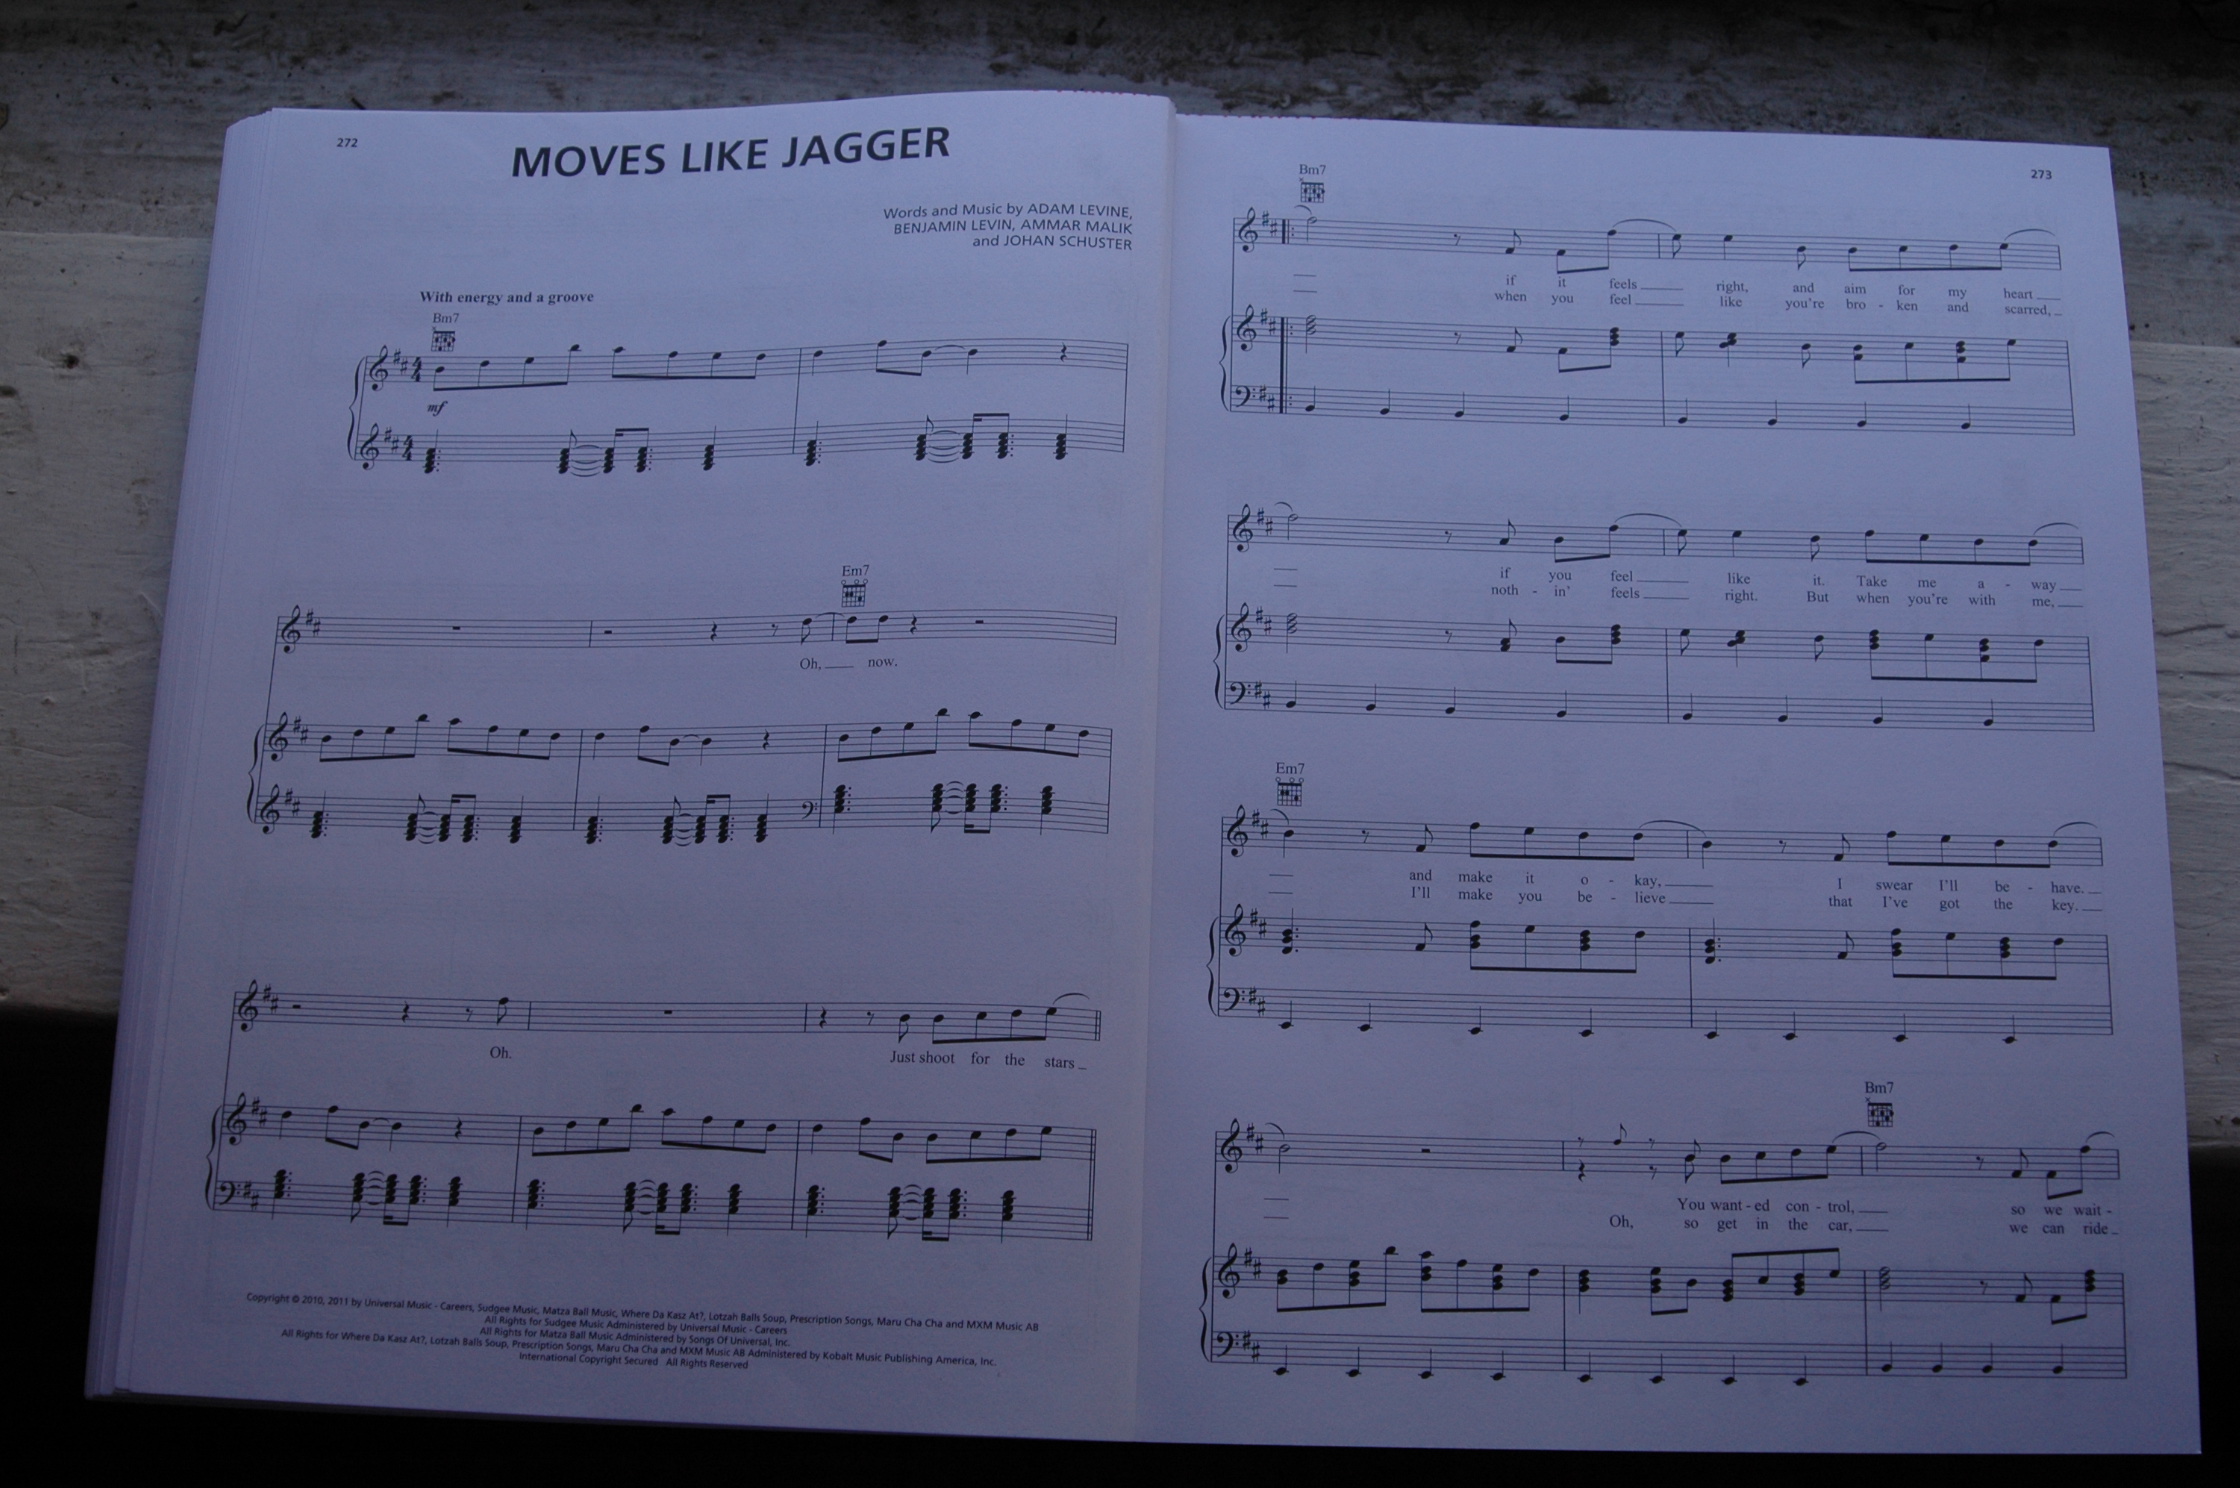 272
MOVES LIKE JAGGER
Words and Music by ADAM LEVINE,
BENJAMIN LEVIN, AMMAR MALIK
and JOHAN SCHUSTER
With energy and a groove
Bm7
mf
Em7
Oh, now.
Oh. Just shoot for the stars
Copyright © 2010, 2011 by Universal Music - Careers, Sudgee Music, Matza Ball Music, Where Da Kasz At?, Lotzah Balls Soup, Prescription Songs, Maru Cha Cha and MXM Music AB
All Rights for Sudgee Music Administered by Universal Music - Careers
All Rights for Matza Ball Music Administered by Songs Of Universal, Inc.
All Rights for Where Da Kasz At?, Lotzah Balls Soup, Prescription Songs, Maru Cha Cha and MXM Music AB Administered by Kobalt Music Publishing America, Inc.
International Copyright Secured All Rights Reserved
273
Bm7
if it feels right, and aim for my heart
when you feel like you're bro - ken and scarred,
if you feel like it. Take me a - way
noth - in' feels right. But when you're with me,
Em7
and make it o - kay, I swear I'll be - have.
I'll make you be - lieve that I've got the key.
Bm7
You want - ed con - trol, so we wait -
Oh, so get in the car, we can ride